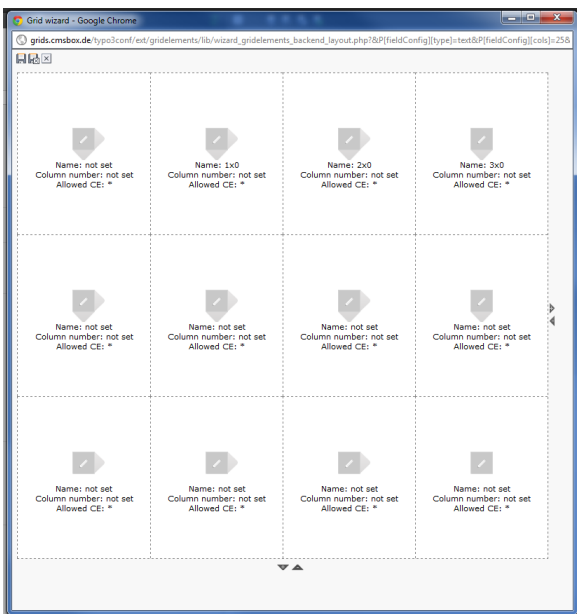 Grid wizard - Google Chrome
grids.cmsbox.de/typo3conf/ext/gridelements/lib/wizard_gridelements_backend_layout.php?&P[fieldConfig][type]=text&P[fieldConfig][cols]=25&
Name: not set Name: 1x0 Name: 2x0 Name: 3x0
Column number: not set Column number: not set Column number: not set Column number: not set
Allowed CE: * Allowed CE: * Allowed CE: * Allowed CE: *
Name: not set Name: not set Name: not set Name: not set
Column number: not set Column number: not set Column number: not set Column number: not set
Allowed CE: * Allowed CE: * Allowed CE: * Allowed CE: *
Name: not set Name: not set Name: not set Name: not set
Column number: not set Column number: not set Column number: not set Column number: not set
Allowed CE: * Allowed CE: * Allowed CE: * Allowed CE: *